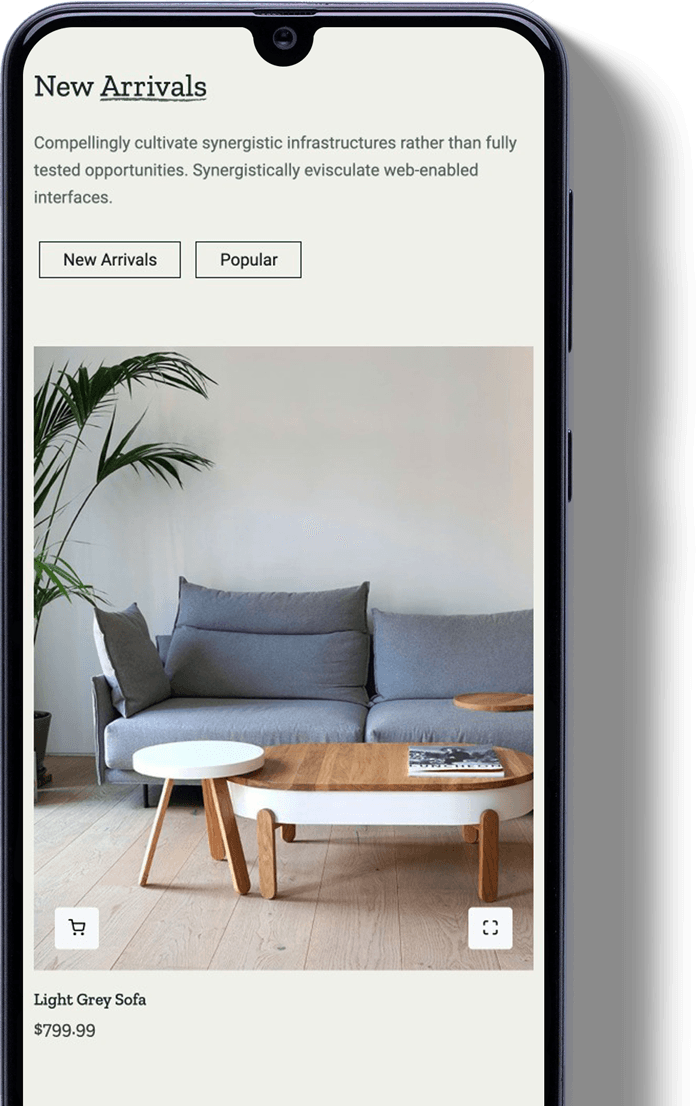 New Arrivals
Compellingly cultivate synergistic infrastructures rather than fully
tested opportunities. Synergistically evisculate web-enabled
interfaces.
New Arrivals
Popular
Light Grey Sofa
$799.99